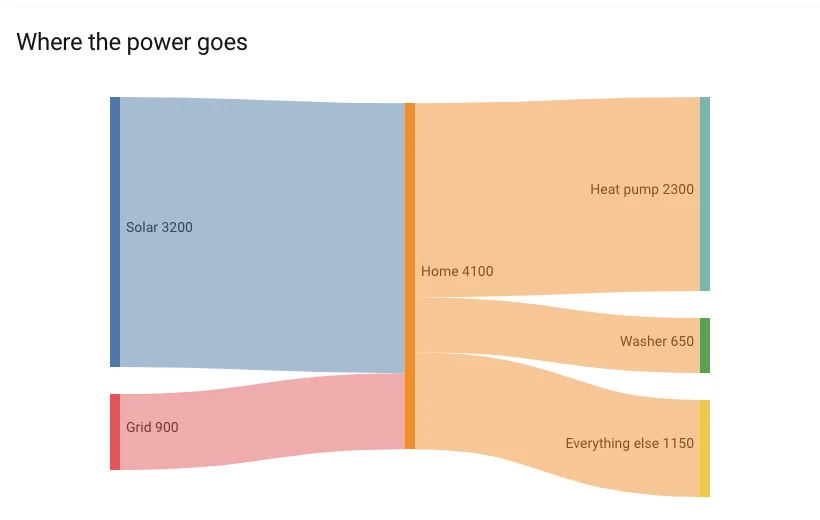 Where the power goes
Solar 3200
Grid 900
Home 4100
Heat pump 2300
Washer 650
Everything else 1150